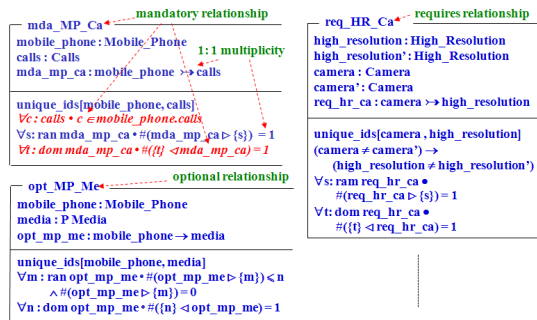 mandatory relationship
mda_MP_Ca
mobile_phone : Mobile_Phone
calls : Calls
mda_mp_ca : mobile_phone ↣ calls
1:1 multiplicity
unique_ids[mobile_phone, calls]
∀c : calls • c ∈ mobile_phone.calls
∀s: ran mda_mp_ca • #(mda_mp_ca ▷ {s}) = 1
∀t: dom mda_mp_ca • #({t} ◁ mda_mp_ca) = 1
optional relationship
opt_MP_Me
mobile_phone : Mobile_Phone
media : P Media
opt_mp_me : mobile_phone → media
unique_ids[mobile_phone, media]
∀m : ran opt_mp_me • #(opt_mp_me ▷ {m}) ⩽ n
∧ #(opt_mp_me ▷ {m}) = 0
∀n : dom opt_mp_me • #({n} ◁ opt_mp_me) = 1
requires relationship
req_HR_Ca
high_resolution : High_Resolution
high_resolution' : High_Resolution
camera : Camera
camera' : Camera
req_hr_ca : camera ↣ high_resolution
unique_ids[camera , high_resolution]
(camera ≠ camera') →
(high_resolution ≠ high_resolution')
∀s: ram req_hr_ca •
#(req_hr_ca ▷ {s}) = 1
∀t: dom req_hr_ca •
#({t} ◁ req_hr_ca) = 1